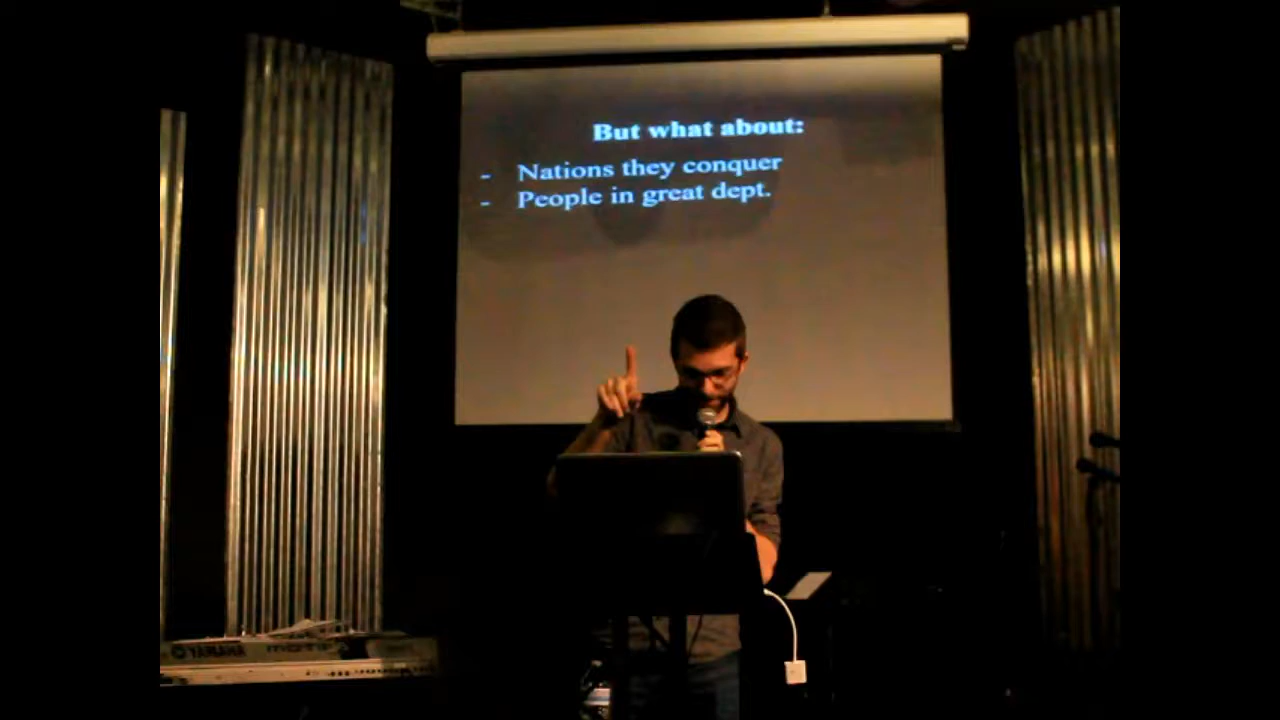 But what about:
- Nations they conquer
- People in great dept.
YAMAHA